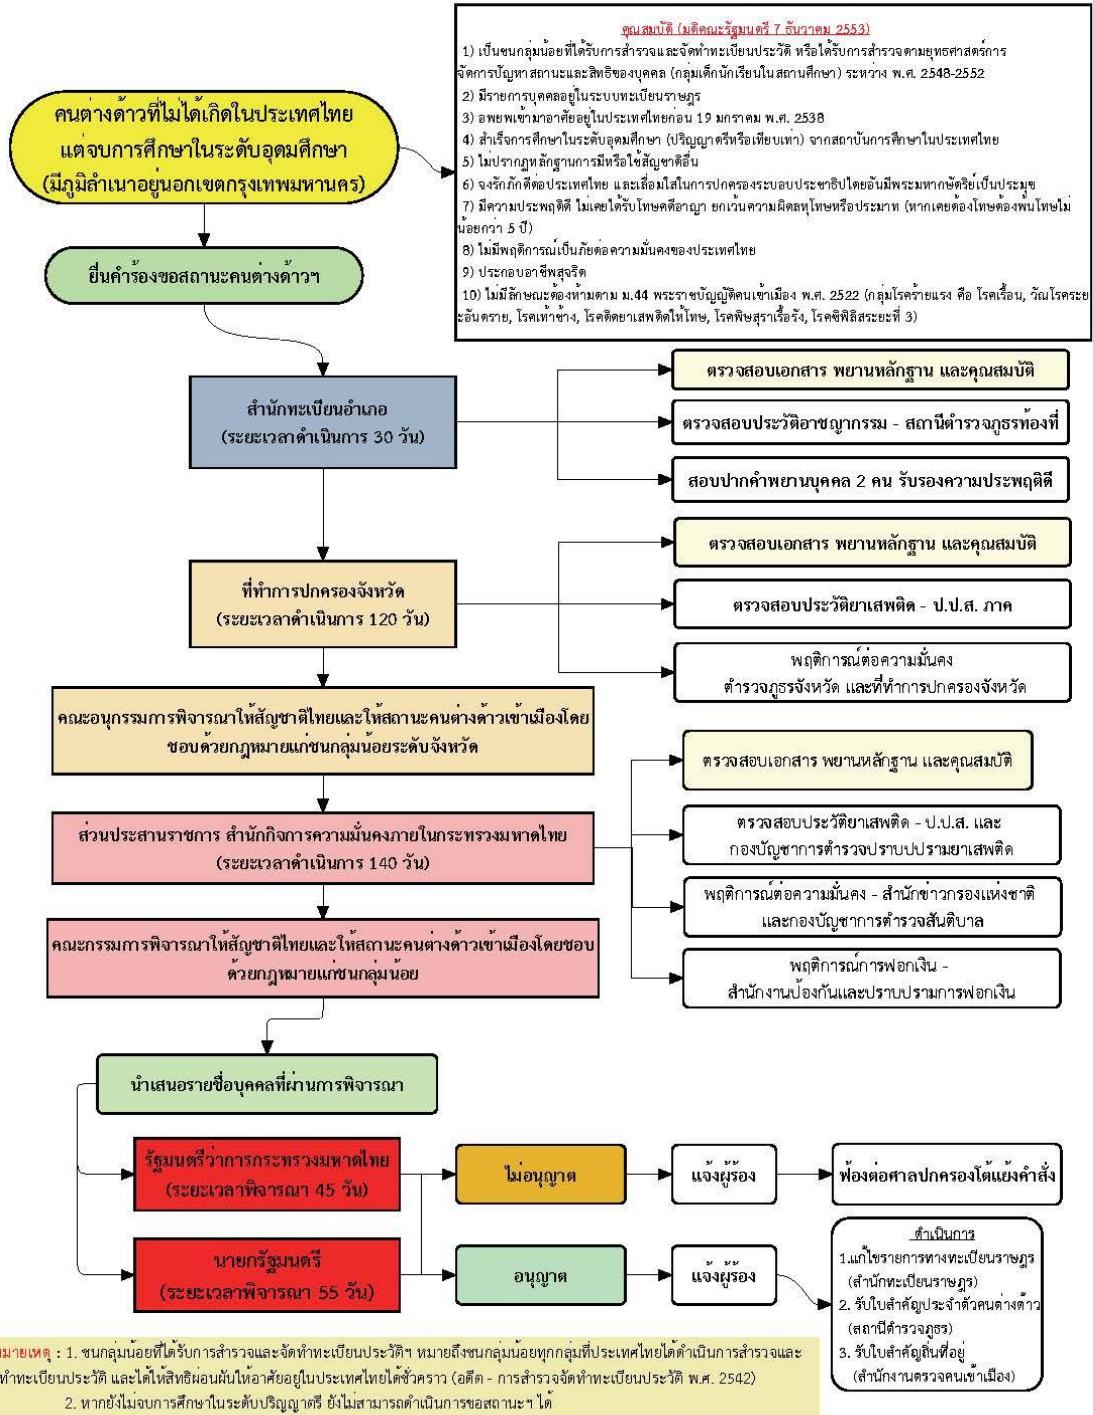 คุณสมบัติ (มติคณะรัฐมนตรี 7 ธันวาคม 2553)
1) เป็นชนกลุ่มน้อยที่ได้รับการสำรวจและจัดทำทะเบียนประวัติ หรือได้รับการสำรวจตามยุทธศาสตร์การ
จัดการปัญหาสถานะและสิทธิของบุคคล (กลุ่มเด็กนักเรียนในสถานศึกษา) ระหว่าง พ.ศ. 2548-2552
2) มีรายการบุคคลอยู่ในระบบทะเบียนราษฎร
3) อพยพเข้ามาอาศัยอยู่ในประเทศไทยก่อน 19 มกราคม พ.ศ. 2538
4) สำเร็จการศึกษาในระดับอุดมศึกษา (ปริญญาตรีหรือเทียบเท่า) จากสถาบันการศึกษาในประเทศไทย
5) ไม่ปรากฏหลักฐานการมีหรือใช้สัญชาติอื่น
6) จงรักภักดีต่อประเทศไทย และเลื่อมใสในการปกครองระบอบประชาธิปไตยอันมีพระมหากษัตริย์เป็นประมุข
7) มีความประพฤติดี ไม่เคยได้รับโทษคดีอาญา ยกเว้นความผิดลหุโทษหรือประมาท (หากเคยต้องโทษต้องพ้นโทษไม่
น้อยกว่า 5 ปี)
8) ไม่มีพฤติการณ์เป็นภัยต่อความมั่นคงของประเทศไทย
9) ประกอบอาชีพสุจริต
10) ไม่มีลักษณะต้องห้ามตาม ม.44 พระราชบัญญัติคนเข้าเมือง พ.ศ. 2522 (กลุ่มโรคร้ายแรง คือ โรคเรื้อน, วัณโรคระย
ะอันตราย, โรคเท้าช้าง, โรคติดยาเสพติดให้โทษ, โรคพิษสุราเรื้อรัง, โรคซิฟิลิสระยะที่ 3)
คนต่างด้าวที่ไม่ได้เกิดในประเทศไทย
แต่จบการศึกษาในระดับอุดมศึกษา
(มีภูมิลำเนาอยู่นอกเขตกรุงเทพมหานคร)
ยื่นคำร้องขอสถานะคนต่างด้าวฯ
สำนักทะเบียนอำเภอ
(ระยะเวลาดำเนินการ 30 วัน)
ตรวจสอบเอกสาร พยานหลักฐาน และคุณสมบัติ
ตรวจสอบประวัติอาชญากรรม - สถานีตำรวจภูธรท้องที่
สอบปากคำพยานบุคคล 2 คน รับรองความประพฤติดี
ที่ทำการปกครองจังหวัด
(ระยะเวลาดำเนินการ 120 วัน)
ตรวจสอบเอกสาร พยานหลักฐาน และคุณสมบัติ
ตรวจสอบประวัติยาเสพติด - ป.ป.ส. ภาค
พฤติการณ์ต่อความมั่นคง
ตำรวจภูธรจังหวัด และที่ทำการปกครองจังหวัด
คณะอนุกรรมการพิจารณาให้สัญชาติไทยและให้สถานะคนต่างด้าวเข้าเมืองโดย
ชอบด้วยกฎหมายแก่ชนกลุ่มน้อยระดับจังหวัด
ส่วนประสานราชการ สำนักกิจการความมั่นคงภายในกระทรวงมหาดไทย
(ระยะเวลาดำเนินการ 140 วัน)
ตรวจสอบเอกสาร พยานหลักฐาน และคุณสมบัติ
ตรวจสอบประวัติยาเสพติด - ป.ป.ส. และ
กองบัญชาการตำรวจปราบปปรามยาเสพติด
พฤติการณ์ต่อความมั่นคง - สำนักข่าวกรองแห่งชาติ
และกองบัญชาการตำรวจสันติบาล
พฤติการณ์การฟอกเงิน -
สำนักงานป้องกันและปราบปรามการฟอกเงิน
คณะกรรมการพิจารณาให้สัญชาติไทยและให้สถานะคนต่างด้าวเข้าเมืองโดยชอบ
ด้วยกฎหมายแก่ชนกลุ่มน้อย
นำเสนอรายชื่อบุคคลที่ผ่านการพิจารณา
รัฐมนตรีว่าการกระทรวงมหาดไทย
(ระยะเวลาพิจารณา 45 วัน)
ไม่อนุญาต
แจ้งผู้ร้อง
ฟ้องต่อศาลปกครองโต้แย้งคำสั่ง
นายกรัฐมนตรี
(ระยะเวลาพิจารณา 55 วัน)
อนุญาต
แจ้งผู้ร้อง
ดำเนินการ
1.แก้ไขรายการทางทะเบียนราษฎร
(สำนักทะเบียนราษฎร)
2. รับใบสำคัญประจำตัวคนต่างด้าว
(สถานีตำรวจภูธร)
3. รับใบสำคัญถิ่นที่อยู่
(สำนักงานตรวจคนเข้าเมือง)
มายเหตุ : 1. ชนกลุ่มน้อยที่ได้รับการสำรวจและจัดทำทะเบียนประวัติฯ หมายถึงชนกลุ่มน้อยทุกกลุ่มที่ประเทศไทยได้ดำเนินการสำรวจและ
ทำทะเบียนประวัติ และได้ให้สิทธิผ่อนผันให้อาศัยอยู่ในประเทศไทยได้ชั่วคราว (อดีต - การสำรวจจัดทำทะเบียนประวัติ พ.ศ. 2542)
2. หากยังไม่จบการศึกษาในระดับปริญญาตรี ยังไม่สามารถดำเนินการขอสถานะฯ ได้